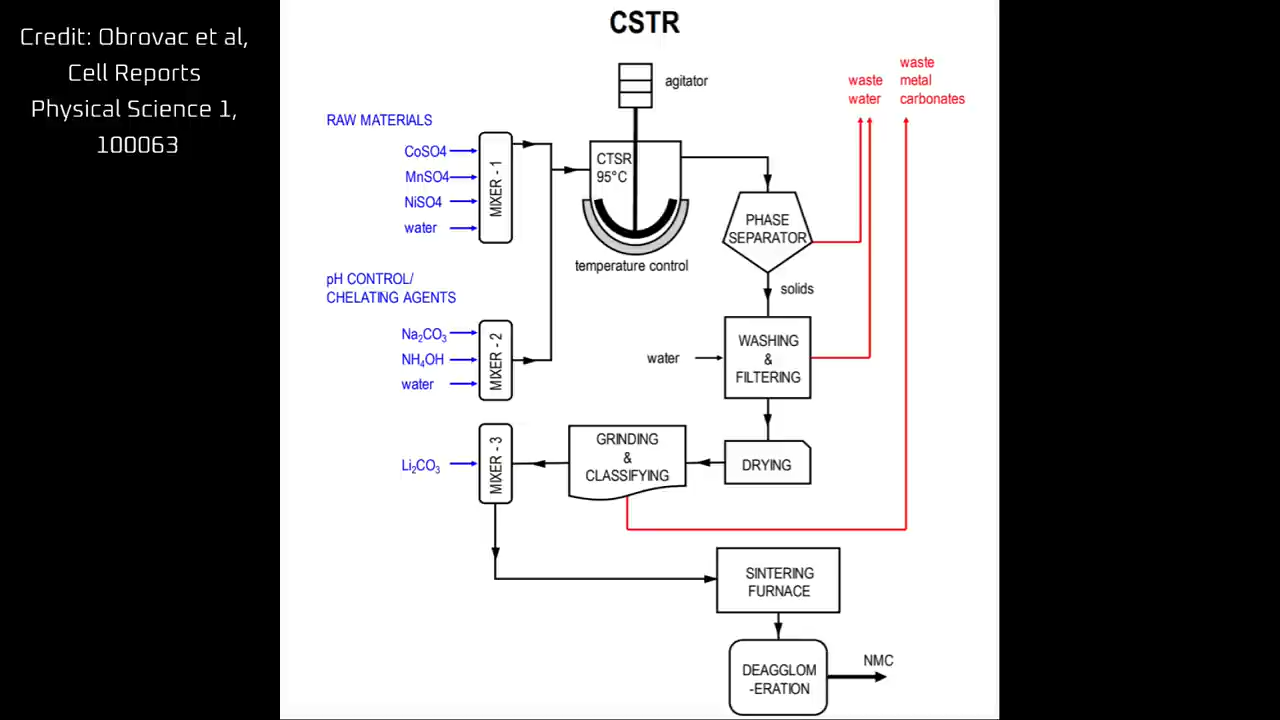 Credit: Obrovac et al,
Cell Reports
Physical Science 1,
100063
CSTR
agitator
waste
water
waste
metal
carbonates
RAW MATERIALS
CoSO4
MnSO4
NiSO4
water
MIXER - 1
CTSR
95°C
temperature control
PHASE
SEPARATOR
solids
pH CONTROL/
CHELATING AGENTS
Na₂CO₃
NH₄OH
water
MIXER - 2
water
WASHING
&
FILTERING
DRYING
GRINDING
&
CLASSIFYING
Li₂CO₃
MIXER - 3
SINTERING
FURNACE
DEAGGLOM
-ERATION
NMC